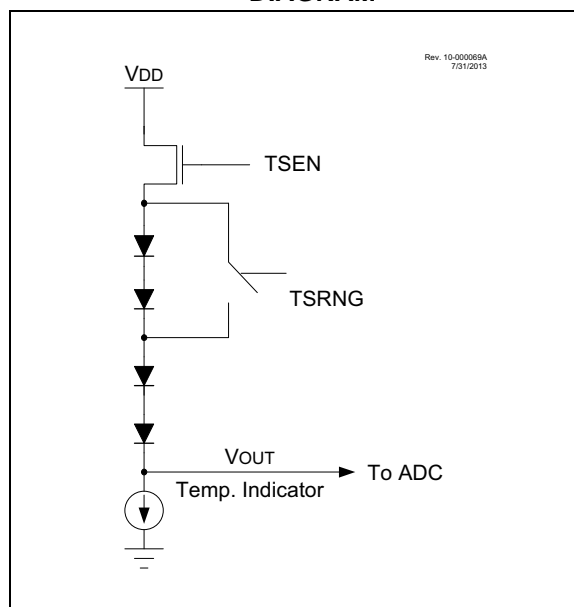 DIAGRAM
Rev. 10-000069A
7/31/2013
VDD
TSEN
TSRNG
VOUT
To ADC
Temp. Indicator